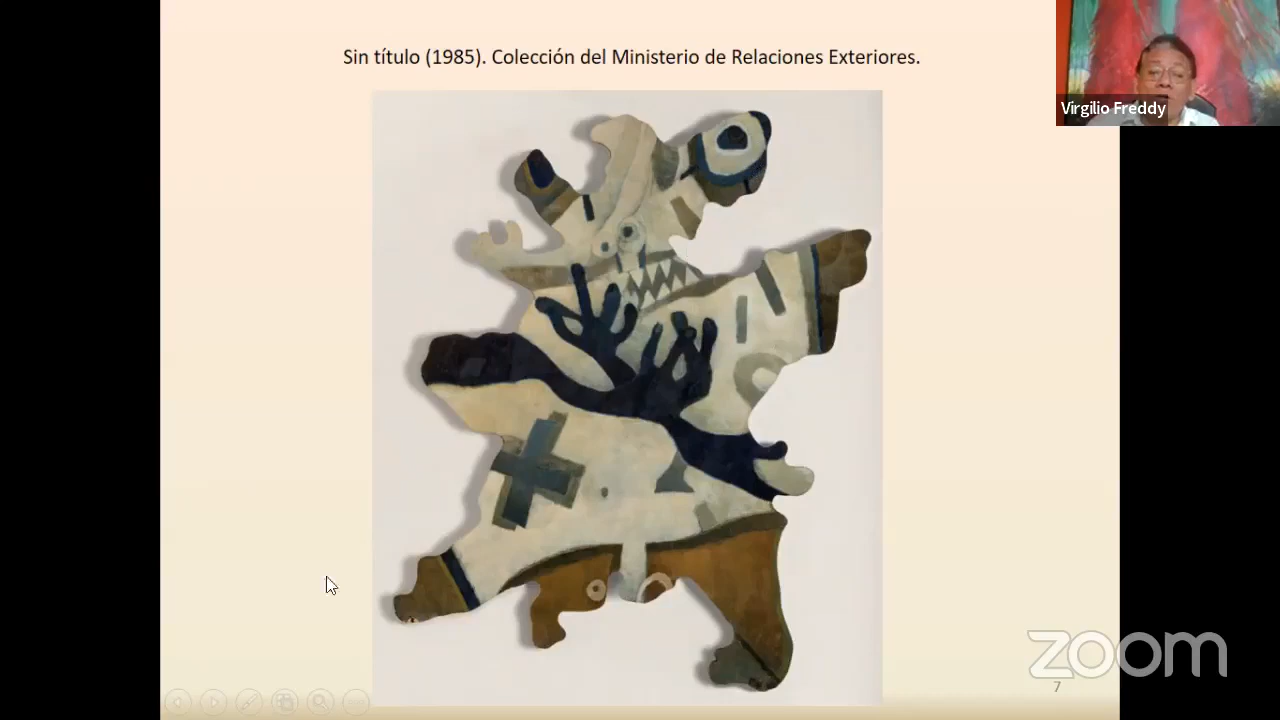 Sin título (1985). Colección del Ministerio de Relaciones Exteriores.
Virgilio Freddy
zoom
7